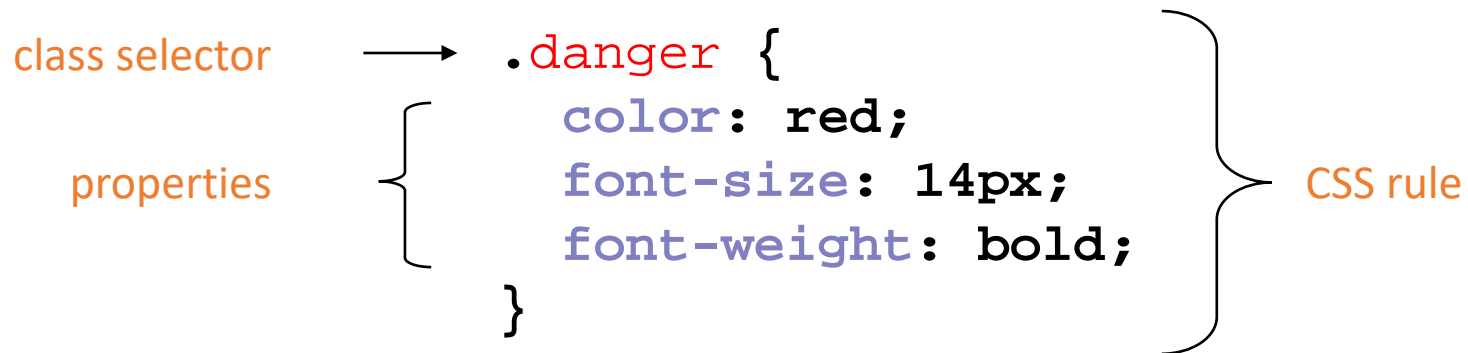 class selector
.danger {
color: red;
properties
font-size: 14px;
CSS rule
font-weight: bold;
}